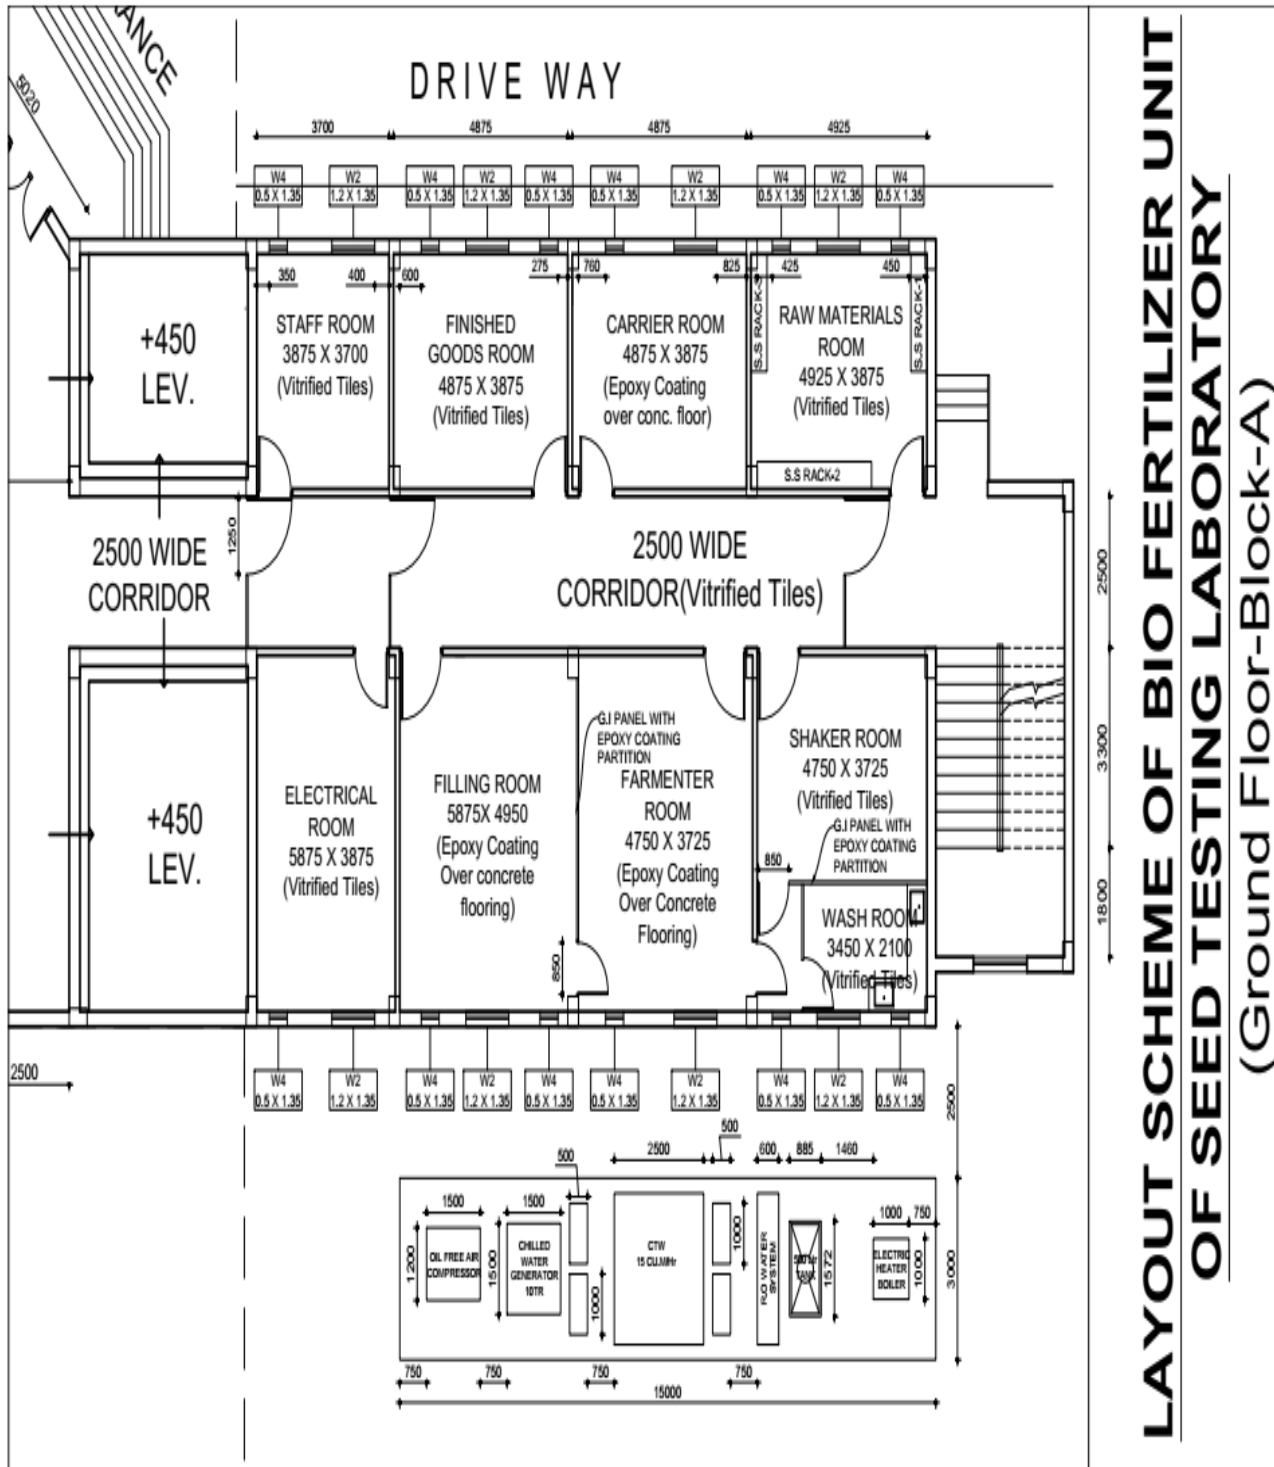 ANCE
5020
DRIVE WAY
3700
4875
4875
4925
W4
0.5 X 1.35
W2
1.2 X 1.35
W4
0.5 X 1.35
W2
1.2 X 1.35
W4
0.5 X 1.35
W4
0.5 X 1.35
W2
1.2 X 1.35
W4
0.5 X 1.35
W2
1.2 X 1.35
W4
0.5 X 1.35
350
400
600
275
760
825
425
450
+450
LEV.
STAFF ROOM
3875 X 3700
(Vitrified Tiles)
FINISHED
GOODS ROOM
4875 X 3875
(Vitrified Tiles)
CARRIER ROOM
4875 X 3875
(Epoxy Coating
over conc. floor)
S.S RACK-3
RAW MATERIALS
ROOM
4925 X 3875
(Vitrified Tiles)
S.S RACK-1
S.S RACK-2
1250
2500 WIDE
CORRIDOR
2500 WIDE
CORRIDOR(Vitrified Tiles)
2500
3300
1800
+450
LEV.
ELECTRICAL
ROOM
5875 X 3875
(Vitrified Tiles)
FILLING ROOM
5875X 4950
(Epoxy Coating
Over concrete
flooring)
G.I PANEL WITH
EPOXY COATING
PARTITION
FARMENTER
ROOM
4750 X 3725
(Epoxy Coating
Over Concrete
Flooring)
850
SHAKER ROOM
4750 X 3725
(Vitrified Tiles)
G.I PANEL WITH
EPOXY COATING
PARTITION
850
WASH ROOM
3450 X 2100
(Vitrified Tiles)
2500
W4
0.5 X 1.35
W2
1.2 X 1.35
W4
0.5 X 1.35
W2
1.2 X 1.35
W4
0.5 X 1.35
W4
0.5 X 1.35
W2
1.2 X 1.35
W4
0.5 X 1.35
W2
1.2 X 1.35
W4
0.5 X 1.35
2500
500
2500
500
600
885
1460
1500
1500
1000
750
1200
OIL FREE AIR
COMPRESSOR
1500
CHILLED
WATER
GENERATOR
10TR
1000
CTW
15 CU.M/Hr
1000
R.O WATER
SYSTEM
TANK
1572
ELECTRIC
HEATER
BOILER
1000
3000
750
750
750
750
15000
LAYOUT SCHEME OF BIO FERTILIZER UNIT
OF SEED TESTING LABORATORY
(Ground Floor-Block-A)